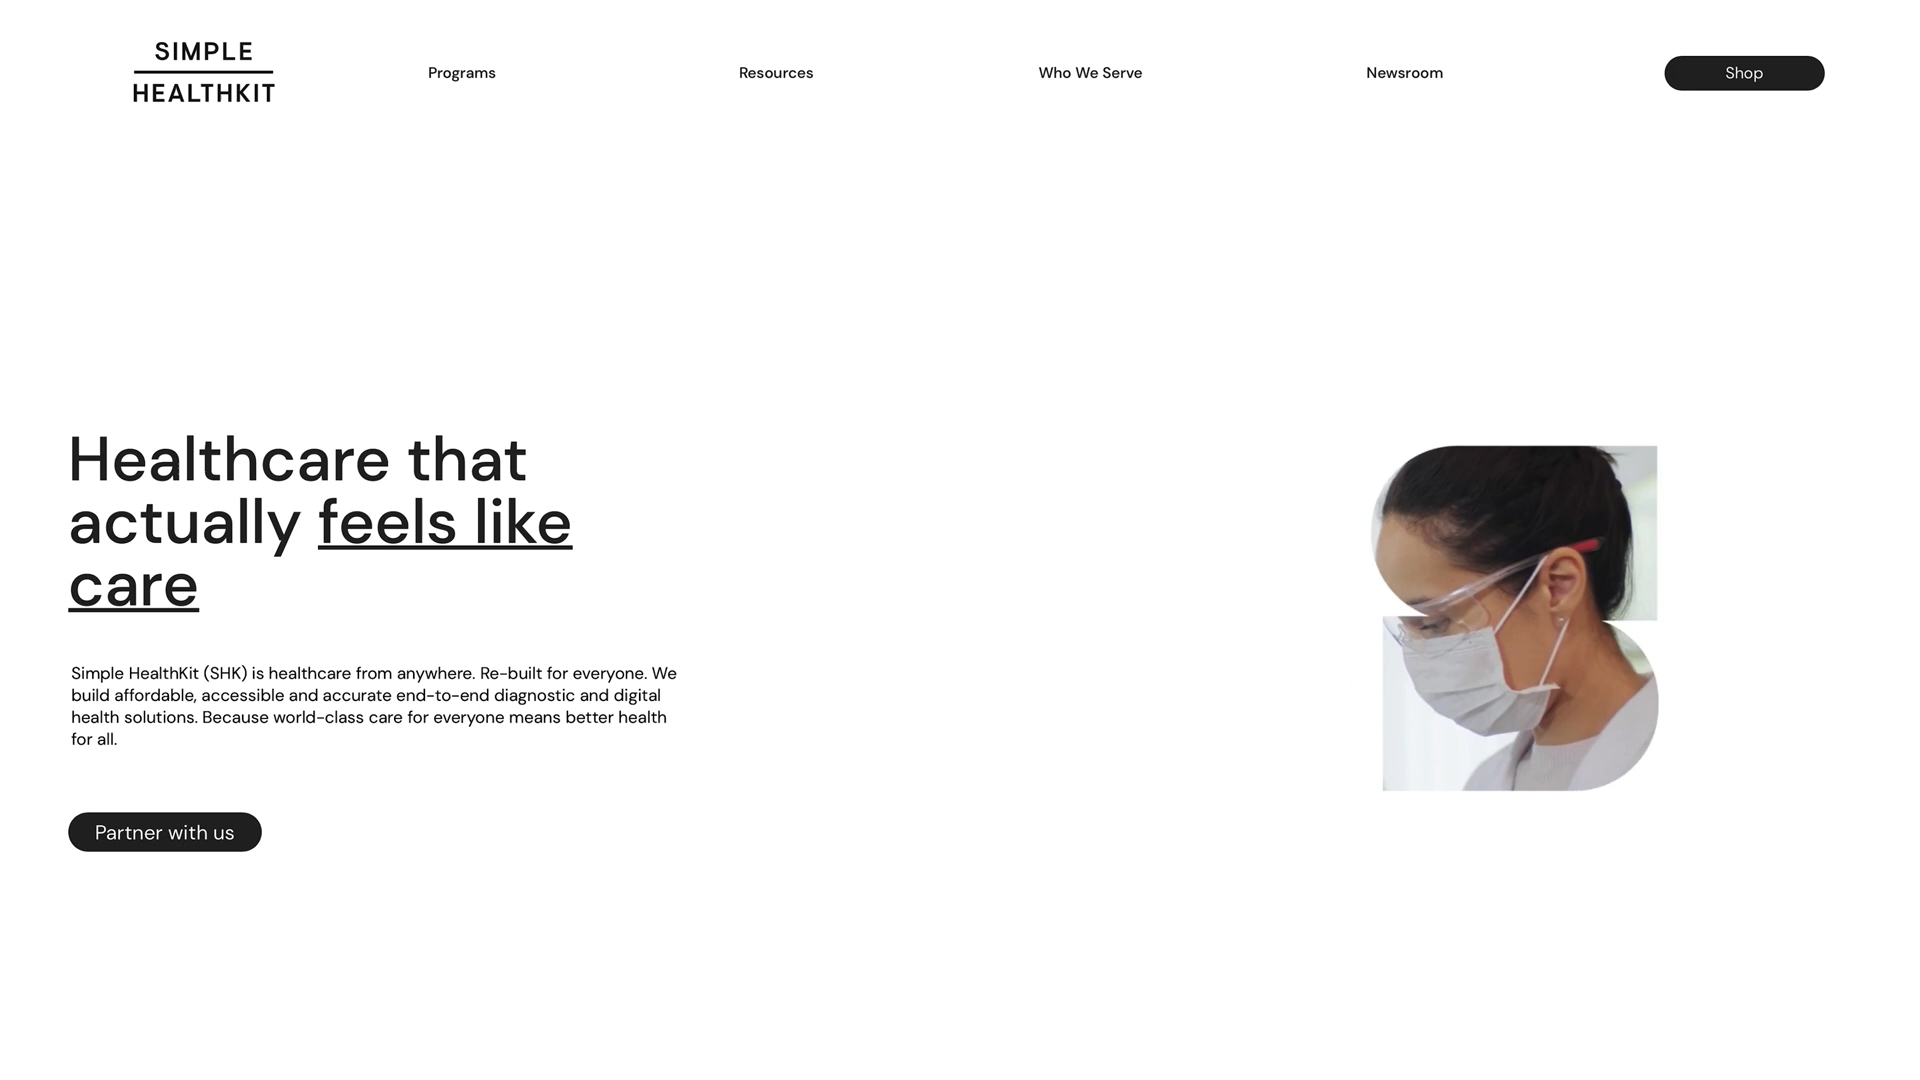 SIMPLE
HEALTHKIT
Programs
Resources
Who We Serve
Newsroom
Shop
Healthcare that
actually feels like
care
Simple HealthKit (SHK) is healthcare from anywhere. Re-built for everyone. We
build affordable, accessible and accurate end-to-end diagnostic and digital
health solutions. Because world-class care for everyone means better health
for all.
Partner with us